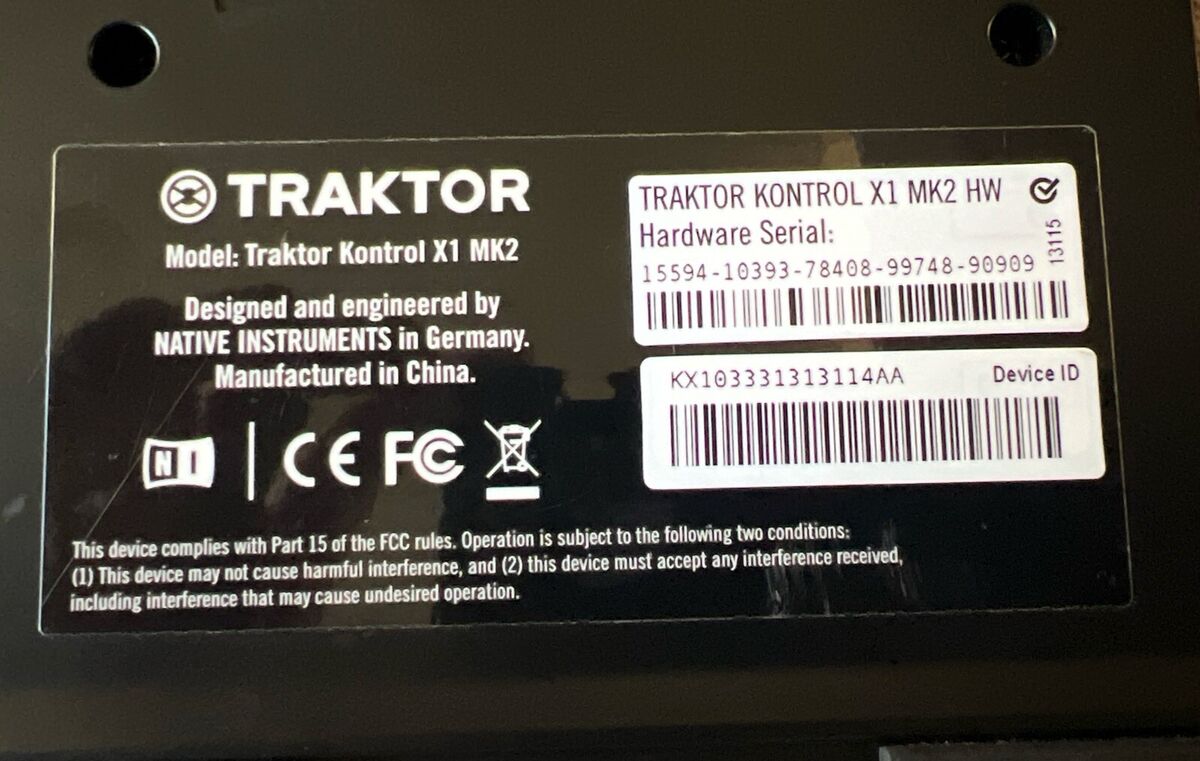 TRAKTOR
Model: Traktor Kontrol X1 MK2
Designed and engineered by
NATIVE INSTRUMENTS in Germany.
Manufactured in China.
NI
CE FC
This device complies with Part 15 of the FCC rules. Operation is subject to the following two conditions:
(1) This device may not cause harmful interference, and (2) this device must accept any interference received,
including interference that may cause undesired operation.
TRAKTOR KONTROL X1 MK2 HW
Hardware Serial:
15594-10393-78408-99748-90909
13115
KX103331313114AA Device ID